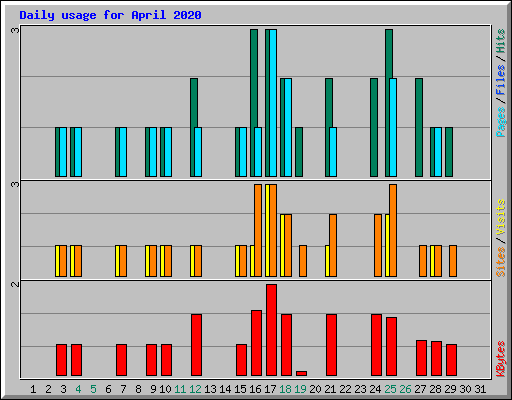 Daily usage for April 2020
3
Pages / Files / Hits
3
Sites / Visits
2
KBytes
1 2 3 4 5 6 7 8 9 10 11 12 13 14 15 16 17 18 19 20 21 22 23 24 25 26 27 28 29 30 31